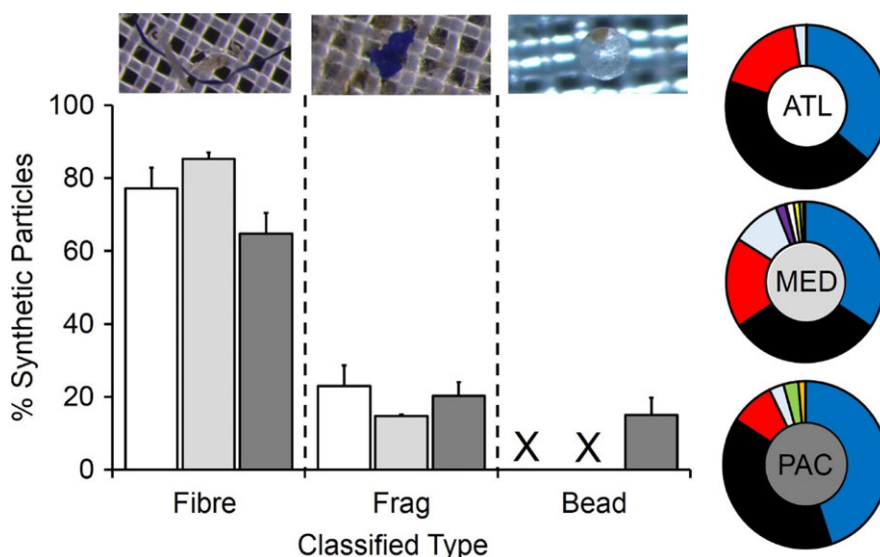 100
80
60
40
20
0
% Synthetic Particles
X X
Fibre Frag Bead
Classified Type
ATL
MED
PAC